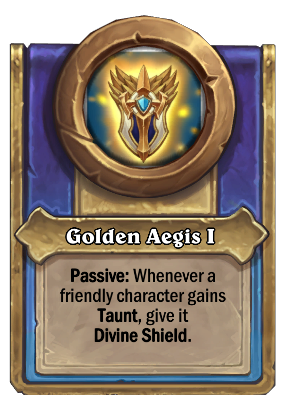 Golden Aegis I
Passive: Whenever a
friendly character gains
Taunt, give it
Divine Shield.